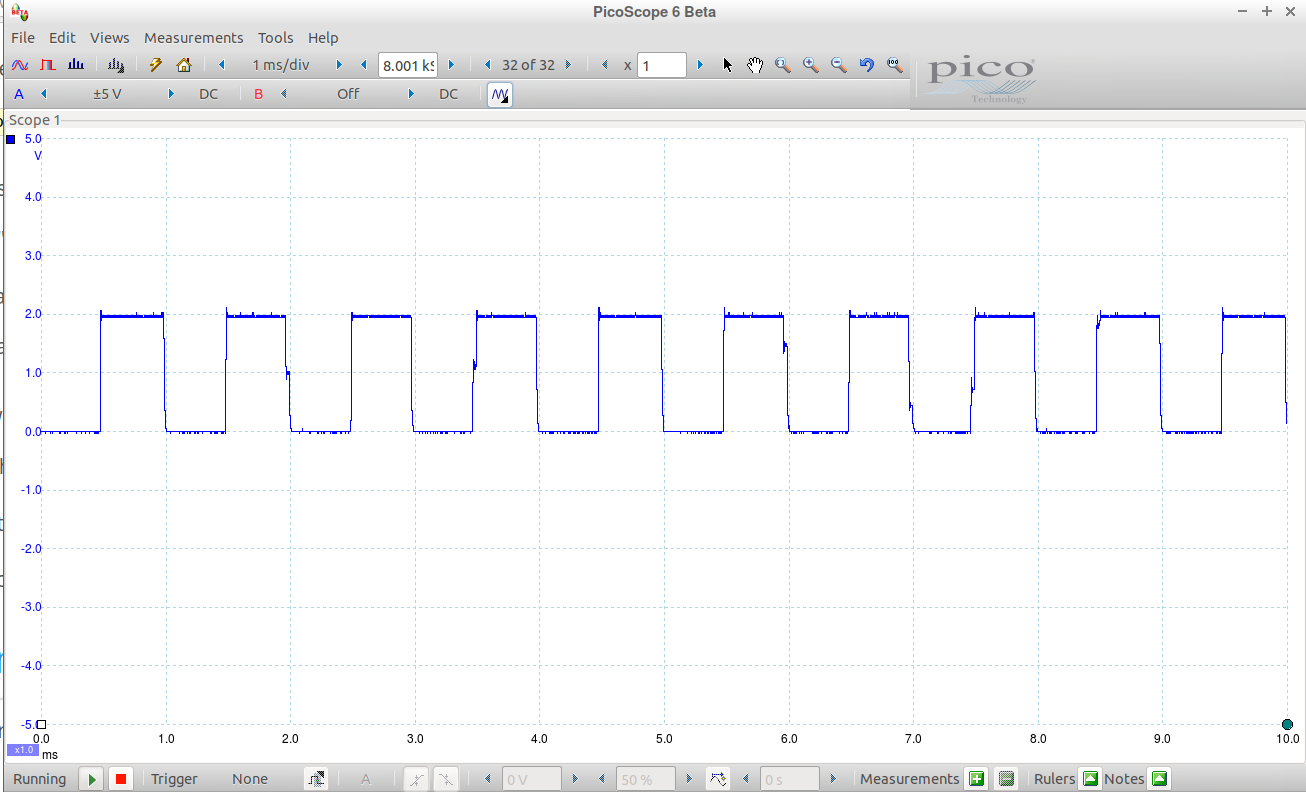 PicoScope 6 Beta
BETA
File Edit Views Measurements Tools Help
1 ms/div 8.001 kS 32 of 32 x 1
pico
Technology
A ±5 V DC B Off DC
Scope 1
5.0
V
4.0
3.0
2.0
1.0
0.0
-1.0
-2.0
-3.0
-4.0
-5.0
0.0 1.0 2.0 3.0 4.0 5.0 6.0 7.0 8.0 9.0 10.0
x1.0 ms
Running Trigger None A 0 V 50 % 0 s Measurements Rulers Notes